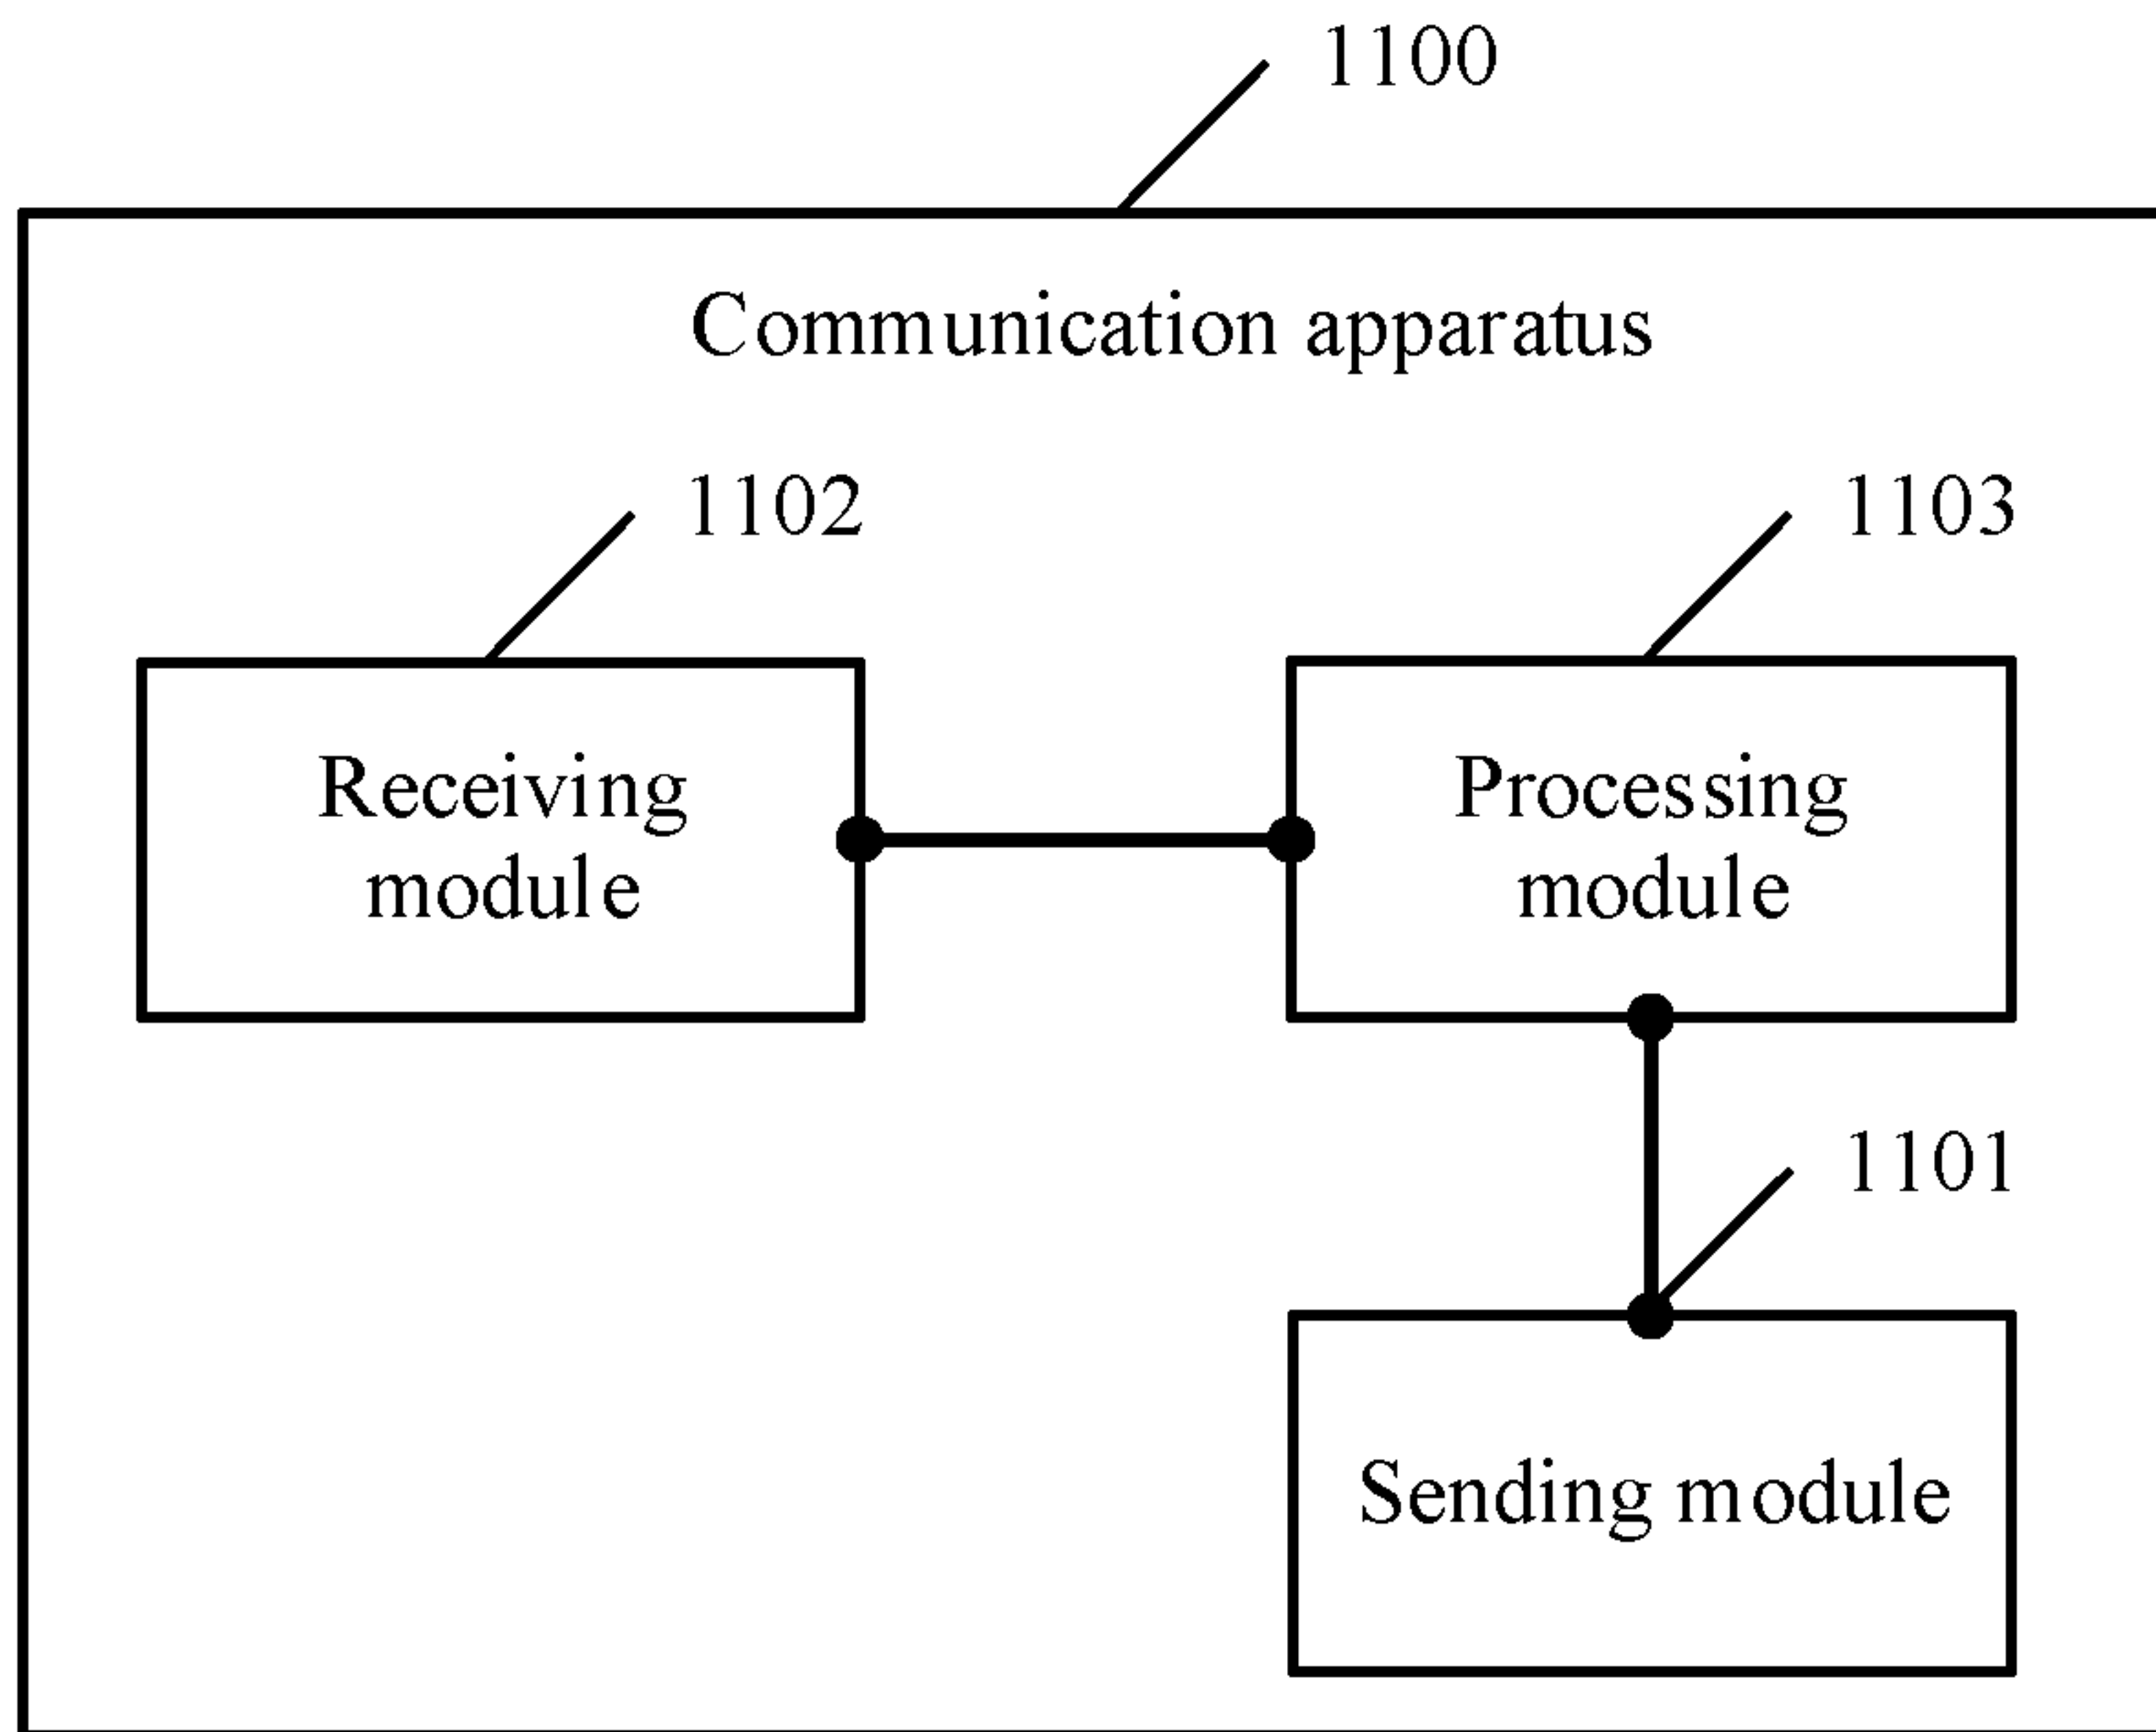 1100
Communication apparatus
1102
1103
Receiving
module
Processing
module
1101
Sending module